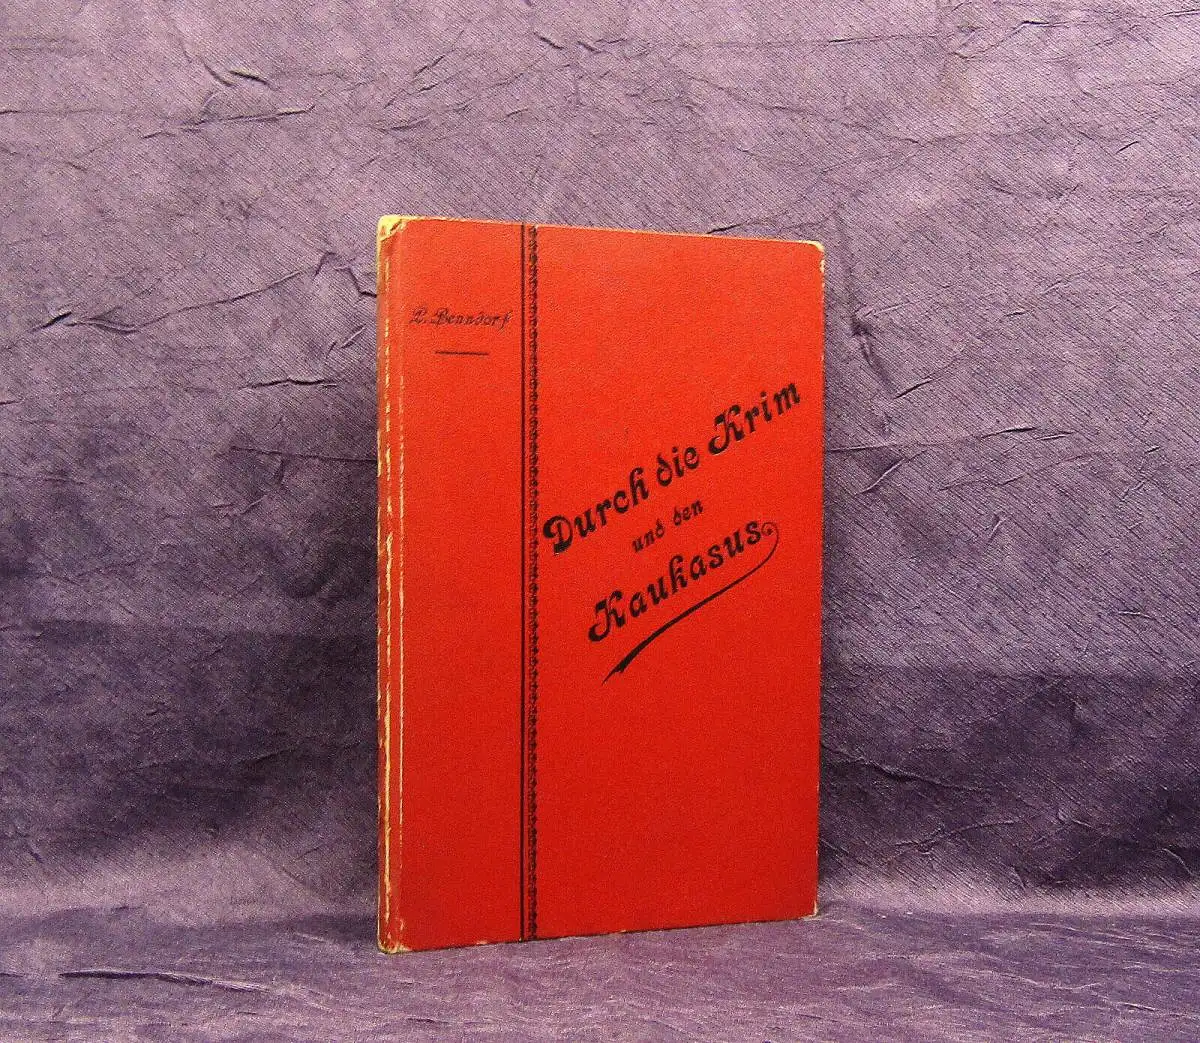 P. Benndorf
Durch die Krim
und den
Kaukasus